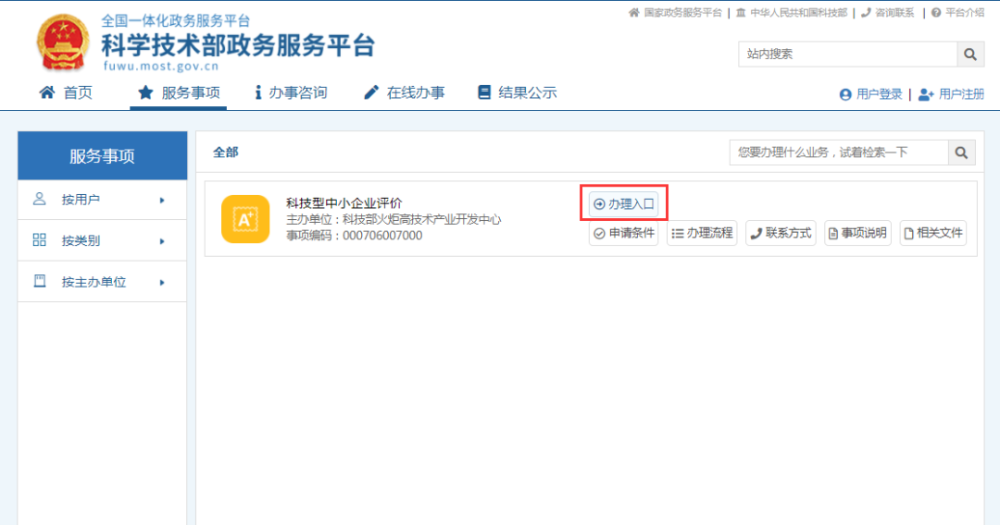 国家政务服务平台 | 中华人民共和国科技部 | 咨询联系 | 平台介绍
全国一体化政务服务平台
科学技术部政务服务平台
fuwu.most.gov.cn
站内搜索
首页 服务事项 办事咨询 在线办事 结果公示 用户登录 | 用户注册
服务事项
按用户
按类别
按主办单位
全部 您要办理什么业务，试着检索一下
A+
科技型中小企业评价
主办单位：科技部火炬高技术产业开发中心
事项编码：000706007000
办理入口
申请条件 办理流程 联系方式 事项说明 相关文件